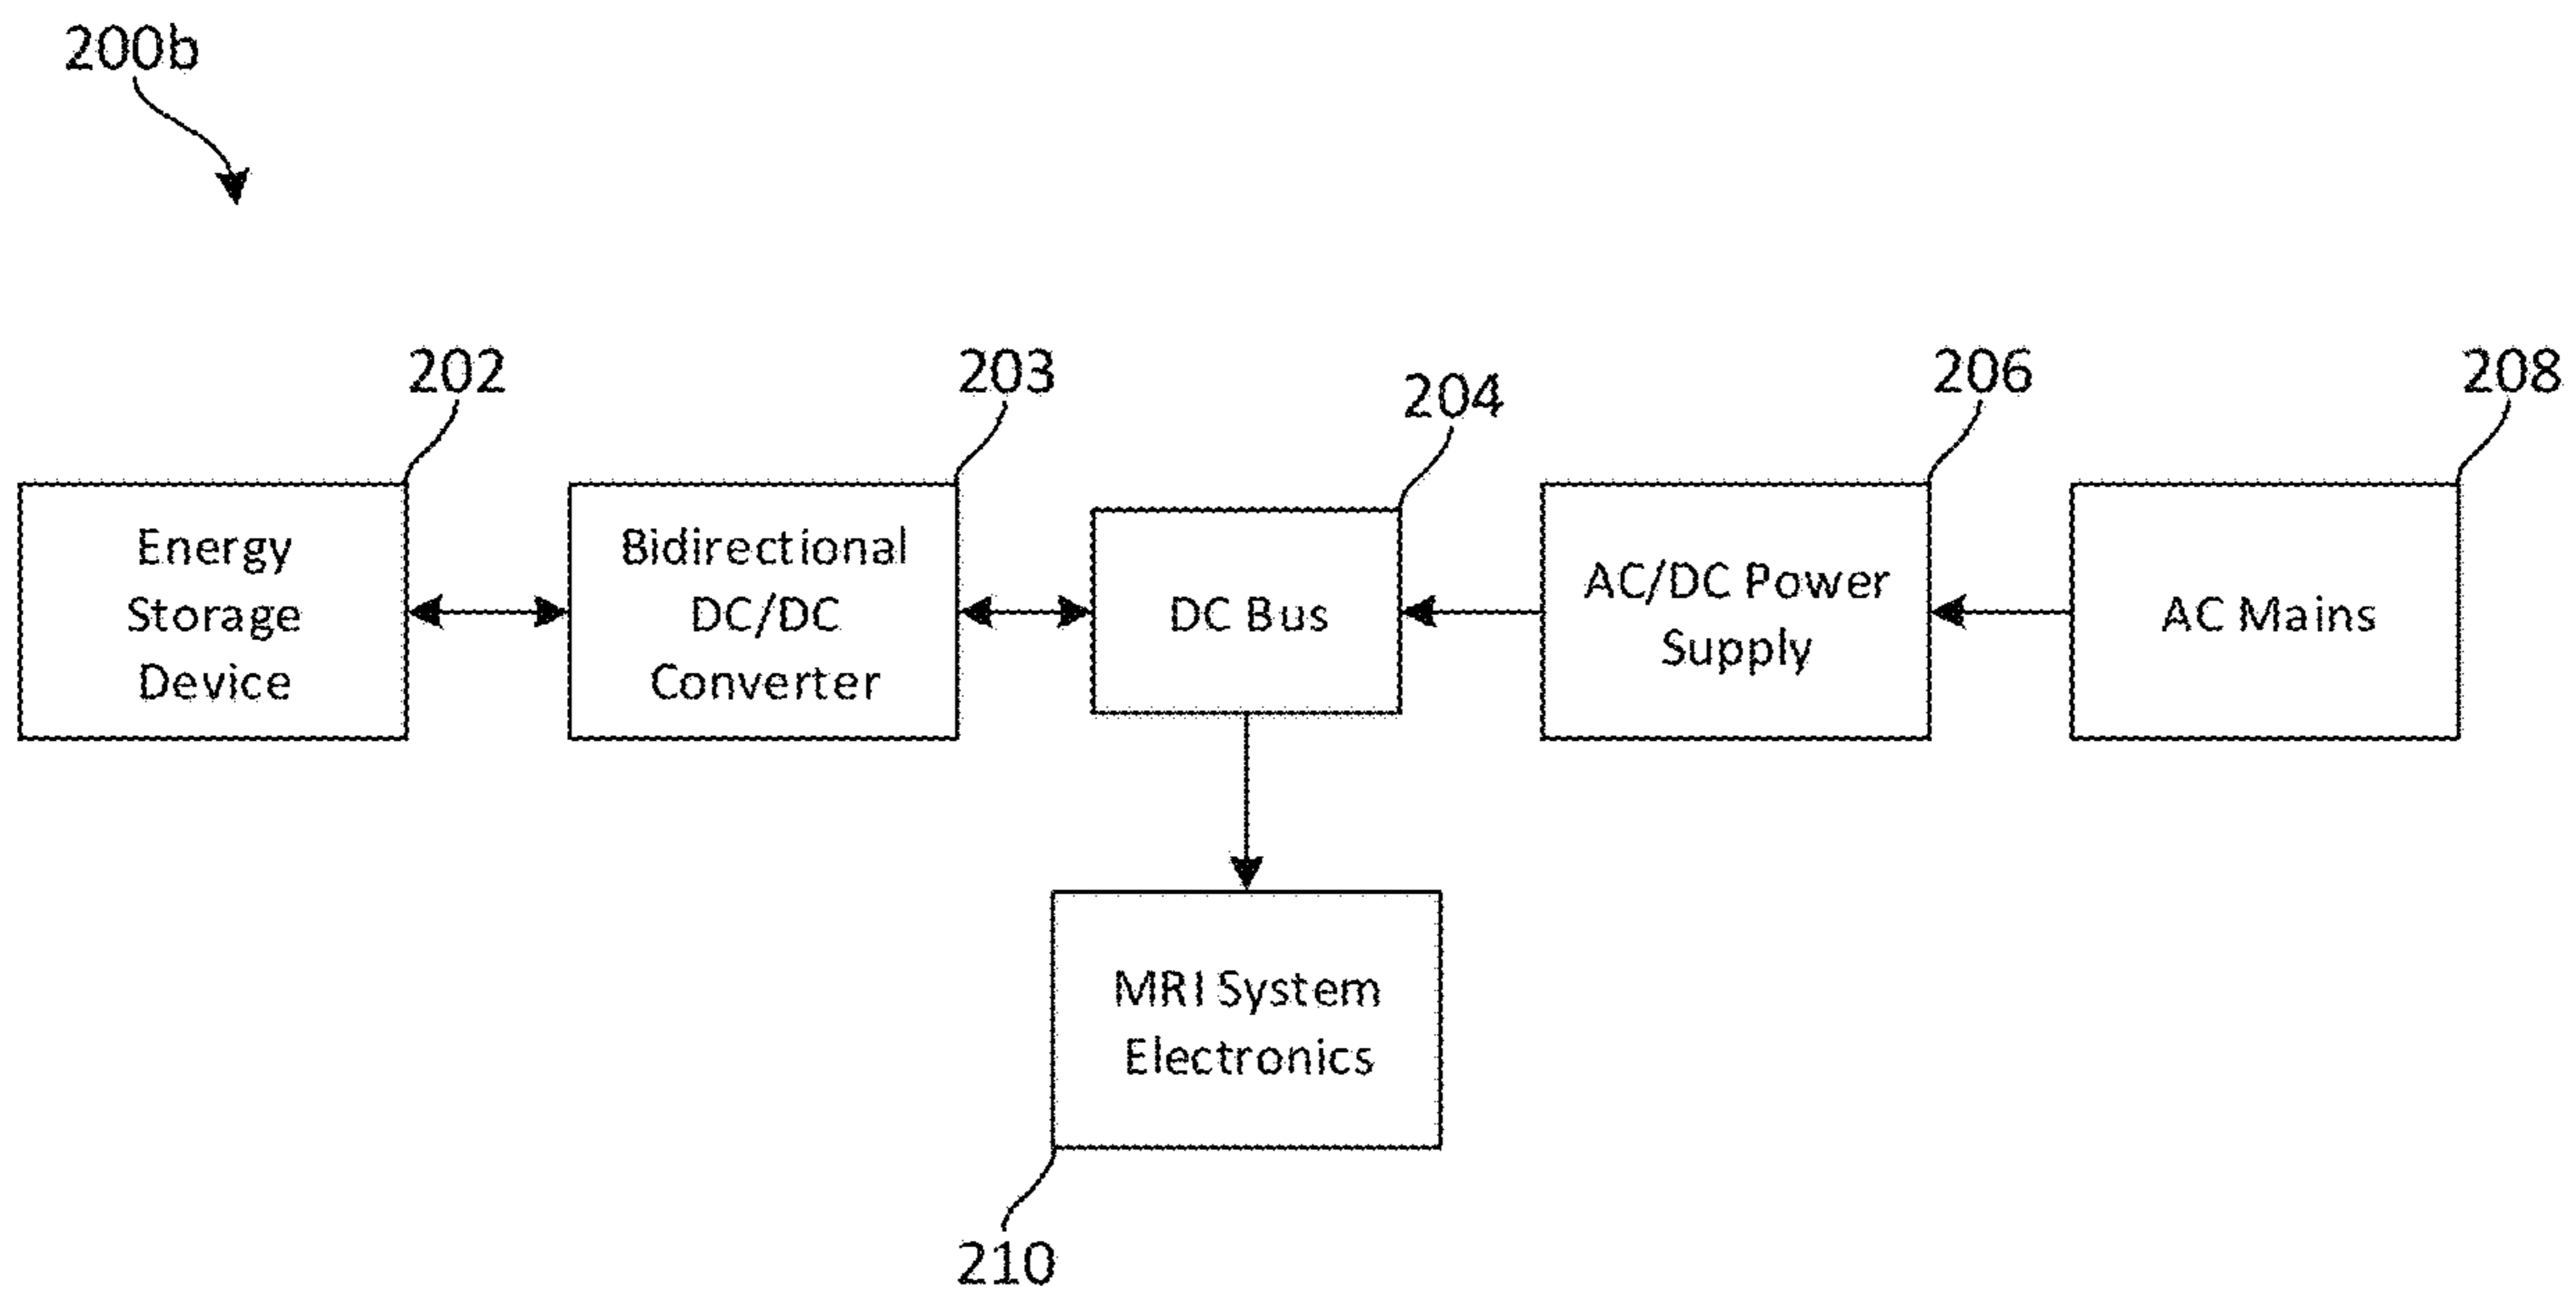 200b
202
203
204
206
208
Energy
Storage
Device
Bidirectional
DC/DC
Converter
DC Bus
AC/DC Power
Supply
AC Mains
MRI System
Electronics
210